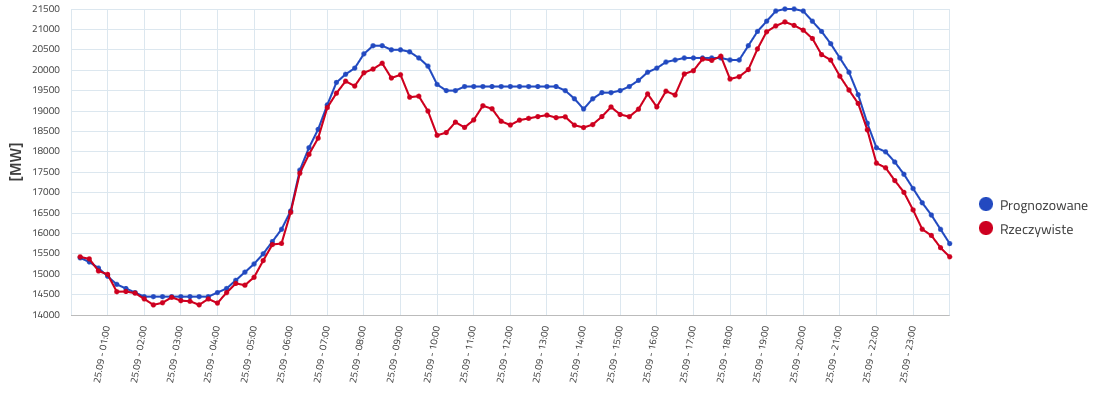 21500
21000
20500
20000
19500
19000
18500
18000
17500
17000
16500
16000
15500
15000
14500
14000
[MW]
25.09 - 01:00
25.09 - 02:00
25.09 - 03:00
25.09 - 04:00
25.09 - 05:00
25.09 - 06:00
25.09 - 07:00
25.09 - 08:00
25.09 - 09:00
25.09 - 10:00
25.09 - 11:00
25.09 - 12:00
25.09 - 13:00
25.09 - 14:00
25.09 - 15:00
25.09 - 16:00
25.09 - 17:00
25.09 - 18:00
25.09 - 19:00
25.09 - 20:00
25.09 - 21:00
25.09 - 22:00
25.09 - 23:00
Prognozowane
Rzeczywiste